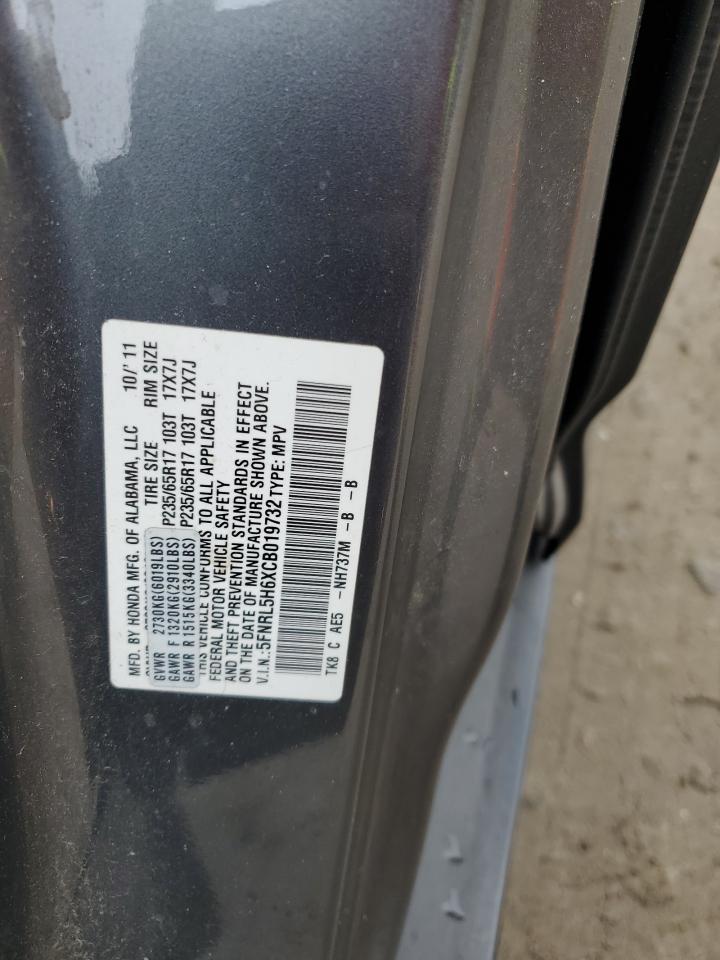 MFD. BY HONDA MFG. OF ALABAMA, LLC 10/'11
TIRE SIZE RIM SIZE
GVWR 2730KG(6019LBS) P235/65R17 103T 17X7J
GAWR F 1320KG(2910LBS) P235/65R17 103T 17X7J
GAWR R 1515KG(3340LBS)
THIS VEHICLE CONFORMS TO ALL APPLICABLE
FEDERAL MOTOR VEHICLE SAFETY
AND THEFT PREVENTION STANDARDS IN EFFECT
ON THE DATE OF MANUFACTURE SHOWN ABOVE.
V.I.N.:5FNRL5H6XCB019732 TYPE: MPV
TK8 C AE5 -NH737M -B -B